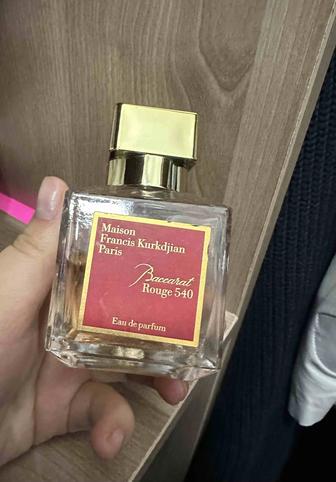 Maison
Francis Kurkdjian
Paris
Baccarat
Rouge 540
Eau de parfum